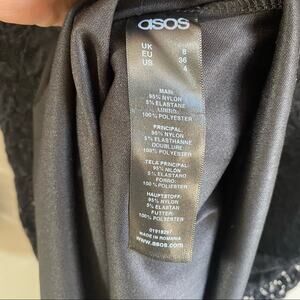 asos
UK 8
EU 36
US 4
MAIN:
95% NYLON
5% ELASTANE
LINING:
100% POLYESTER
PRINCIPAL:
95% NYLON
5% ELASTHANNE
DOUBLURE:
100% POLYESTER
TELA PRINCIPAL:
95% NILÓN
5% ELASTANO
FORRO:
100% POLIÉSTER
HAUPTSTOFF:
95% NYLON
5% ELASTAN
FUTTER:
100% POLYESTER
MADE IN ROMANIA
www.asos.com